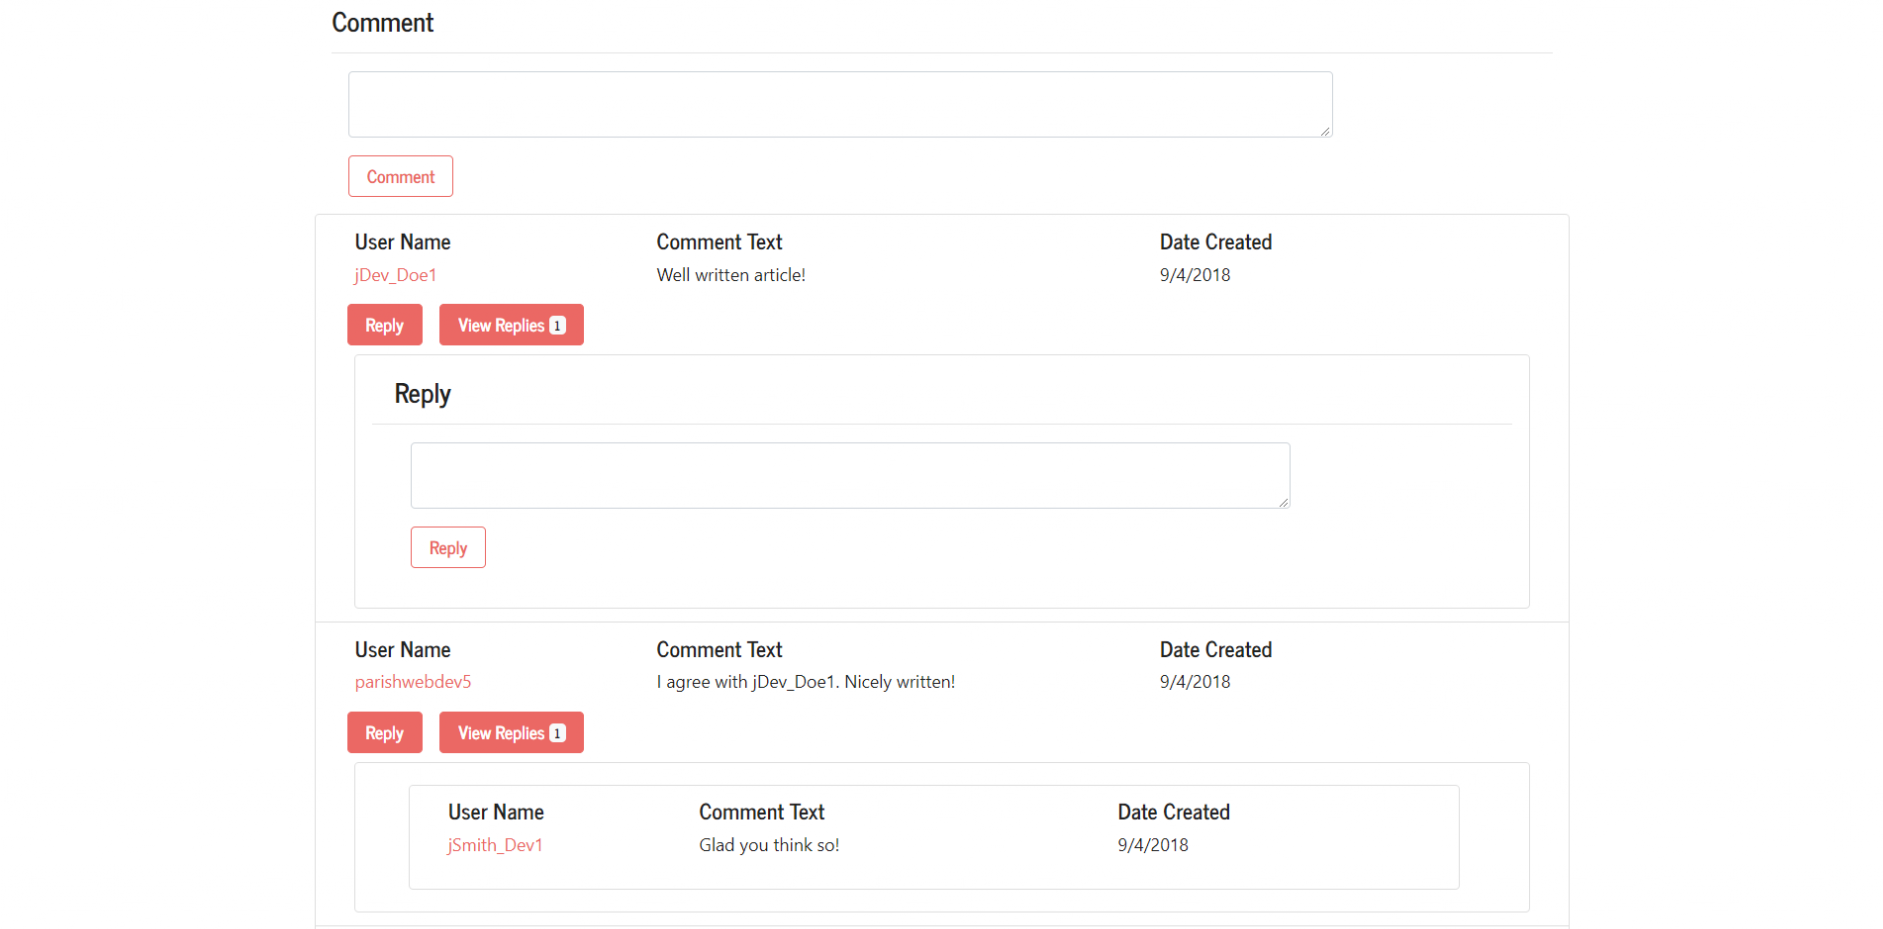 Comment
Comment
User Name Comment Text Date Created
jDev_Doe1 Well written article! 9/4/2018
Reply View Replies 1
Reply
Reply
User Name Comment Text Date Created
parishwebdev5 I agree with jDev_Doe1. Nicely written! 9/4/2018
Reply View Replies 1
User Name Comment Text Date Created
jSmith_Dev1 Glad you think so! 9/4/2018